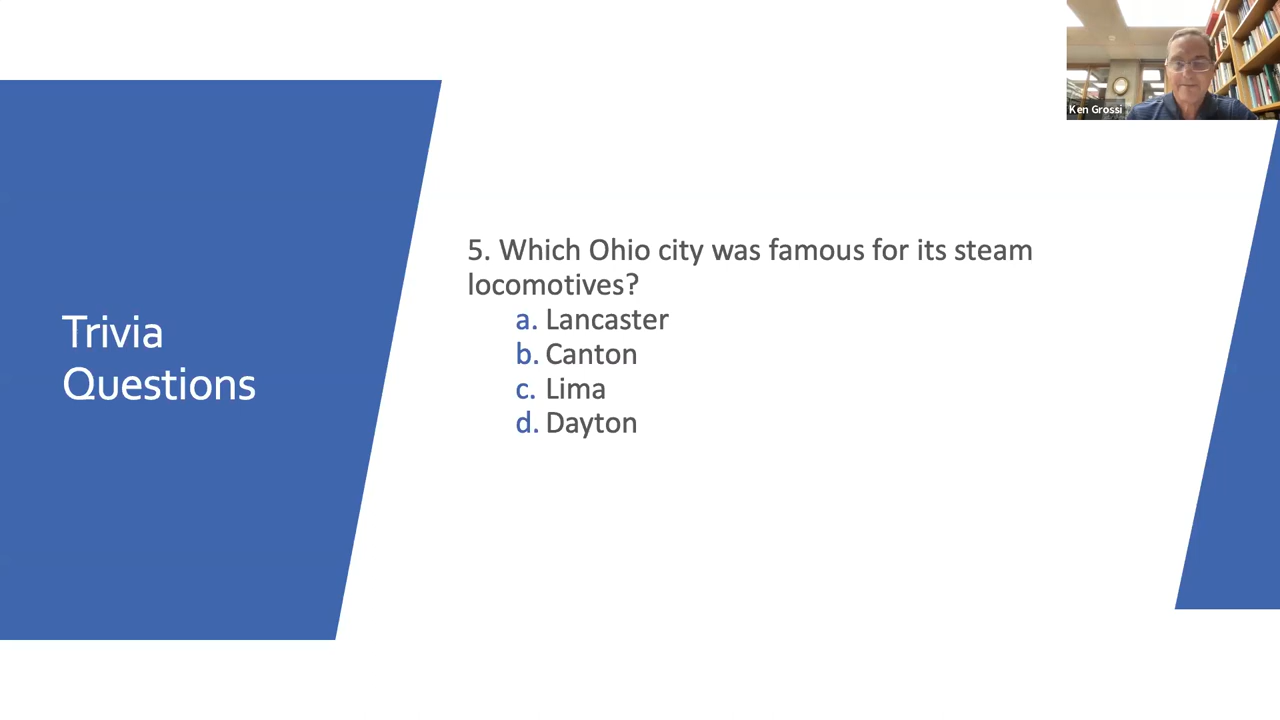 Ken Grossi
Trivia
Questions
5. Which Ohio city was famous for its steam
locomotives?
a. Lancaster
b. Canton
c. Lima
d. Dayton